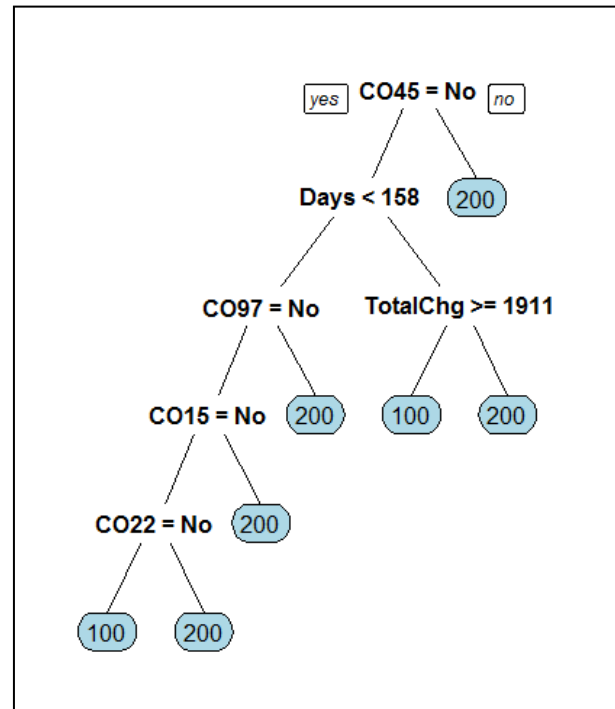 yes CO45 = No no
Days < 158 200
CO97 = No TotalChg >= 1911
CO15 = No 200 100 200
CO22 = No 200
100 200